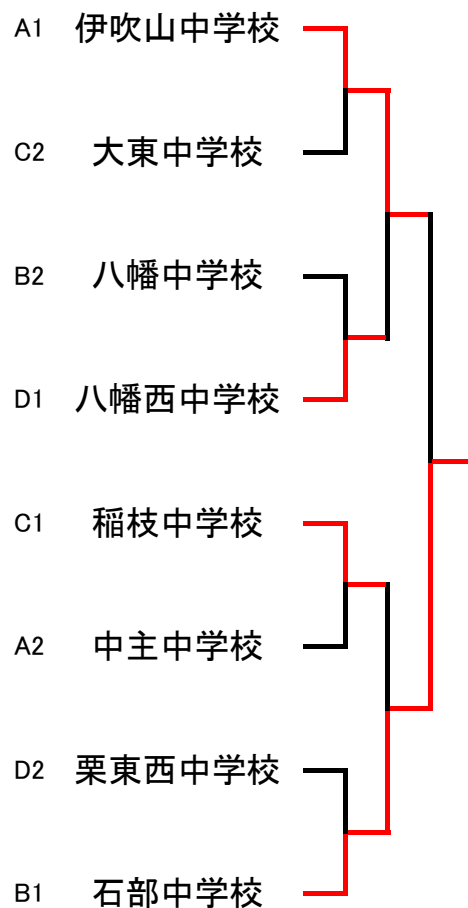 A1 伊吹山中学校
C2 大東中学校
B2 八幡中学校
D1 八幡西中学校
C1 稲枝中学校
A2 中主中学校
D2 栗東西中学校
B1 石部中学校